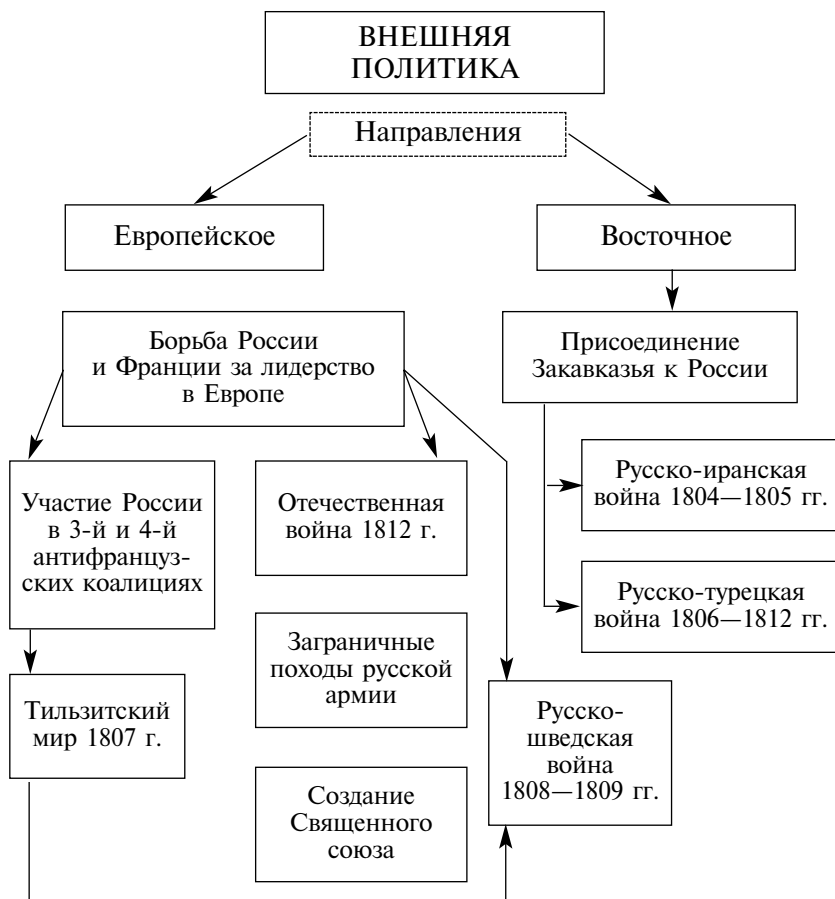 ВНЕШНЯЯ
ПОЛИТИКА
Направления
Европейское
Восточное
Борьба России
и Франции за лидерство
в Европе
Присоединение
Закавказья к России
Участие России
в 3-й и 4-й
антифранцуз-
ских коалициях
Отечественная
война 1812 г.
Русско-иранская
война 1804—1805 гг.
Русско-турецкая
война 1806—1812 гг.
Заграничные
походы русской
армии
Тильзитский
мир 1807 г.
Русско-
шведская
война
1808—1809 гг.
Создание
Священного
союза